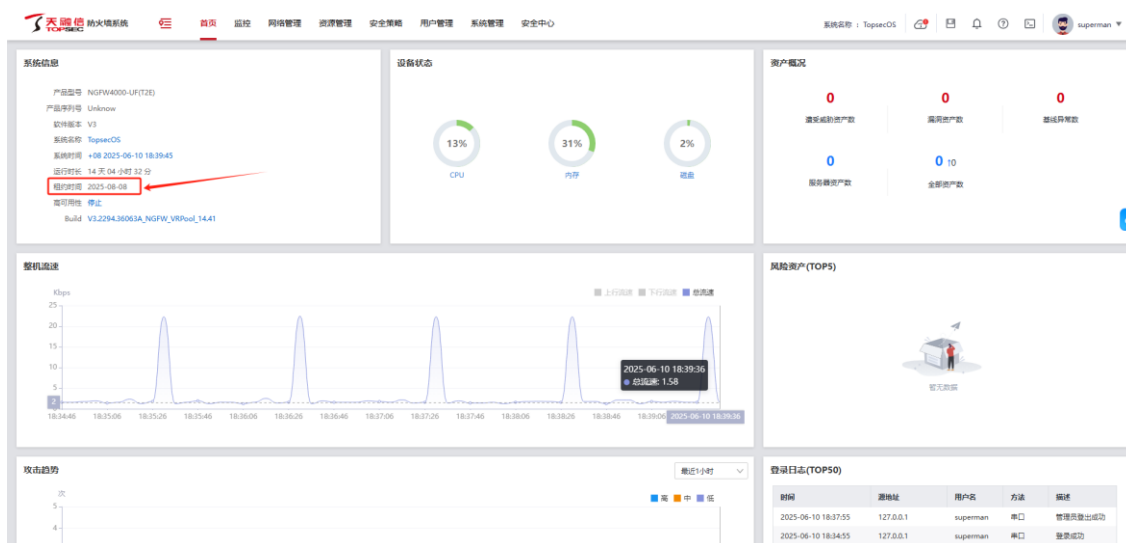 天融信 TOPSEC 防火墙系统
首页 监控 网络管理 资源管理 安全策略 用户管理 系统管理 安全中心
系统名称 : TopsecOS
superman
系统信息
产品型号 NGFW4000-UF(T2E)
产品序列号 Unknow
软件版本 V3
系统名称 TopsecOS
系统时间 +08 2025-06-10 18:39:45
运行时长 14 天 04 小时 32 分
租约时间 2025-08-08
高可用性 停止
Build V3.2294.36063A_NGFW_VRPool_14.41
设备状态
13% 31% 2%
CPU 内存 磁盘
资产概况
0 0 0
遭受威胁资产数 漏洞资产数 基线异常数
0 0 ↑0
服务器资产数 全部资产数
整机流速
Kbps
上行流速 下行流速 总流速
25
20
15
10
5
2
2025-06-10 18:39:36
总流速: 1.58
18:34:46 18:35:06 18:35:26 18:35:46 18:36:06 18:36:26 18:36:46 18:37:06 18:37:26 18:37:46 18:38:06 18:38:26 18:38:46 18:39:06 2025-06-10 18:39:36
风险资产(TOP5)
暂无数据
攻击趋势
最近1小时
次
高 中 低
5
4
登录日志(TOP50)
时间 源地址 用户名 方法 描述
2025-06-10 18:37:55 127.0.0.1 superman 串口 管理员登出成功
2025-06-10 18:34:55 127.0.0.1 superman 串口 登录成功